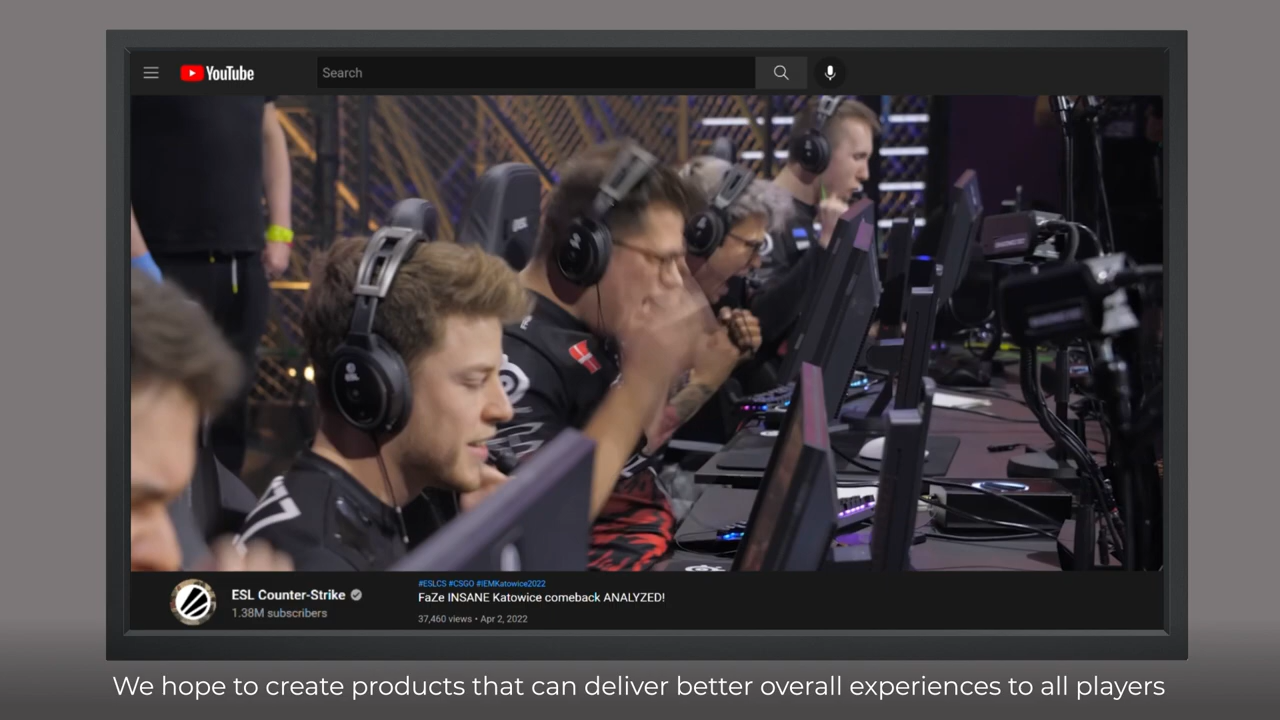 YouTube
Search
ESL Counter-Strike
1.38M subscribers
#ESLCS #CSGO #IEMKatowice2022
FaZe INSANE Katowice comeback ANALYZED!
37,460 views • Apr 2, 2022
We hope to create products that can deliver better overall experiences to all players